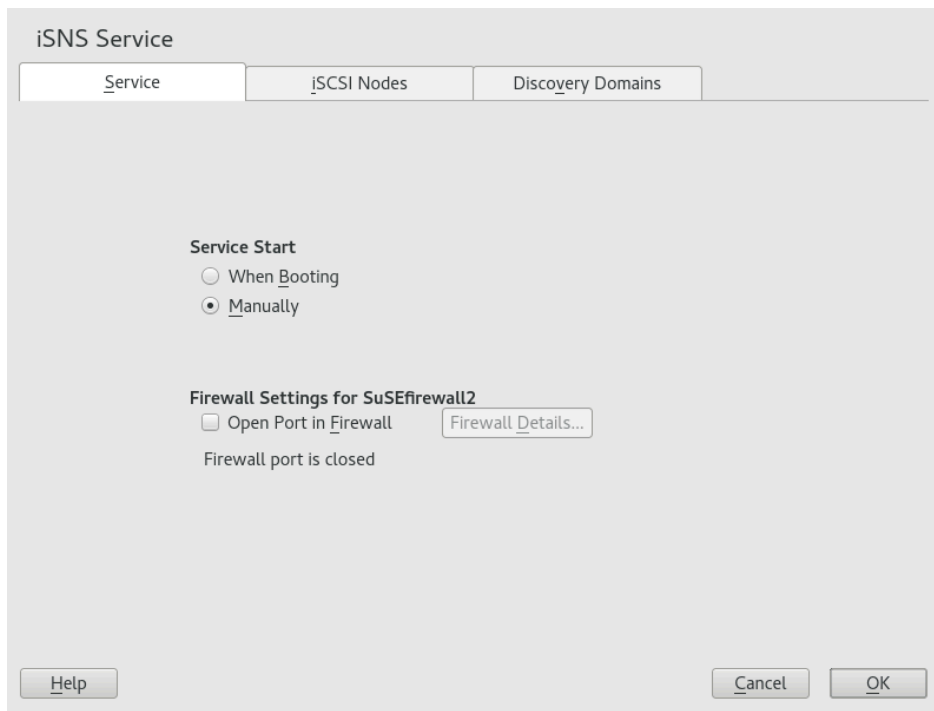 iSNS Service
Service
iSCSI Nodes
Discovery Domains
Service Start
When Booting
Manually
Firewall Settings for SuSEfirewall2
Open Port in Firewall
Firewall Details...
Firewall port is closed
Help
Cancel
OK